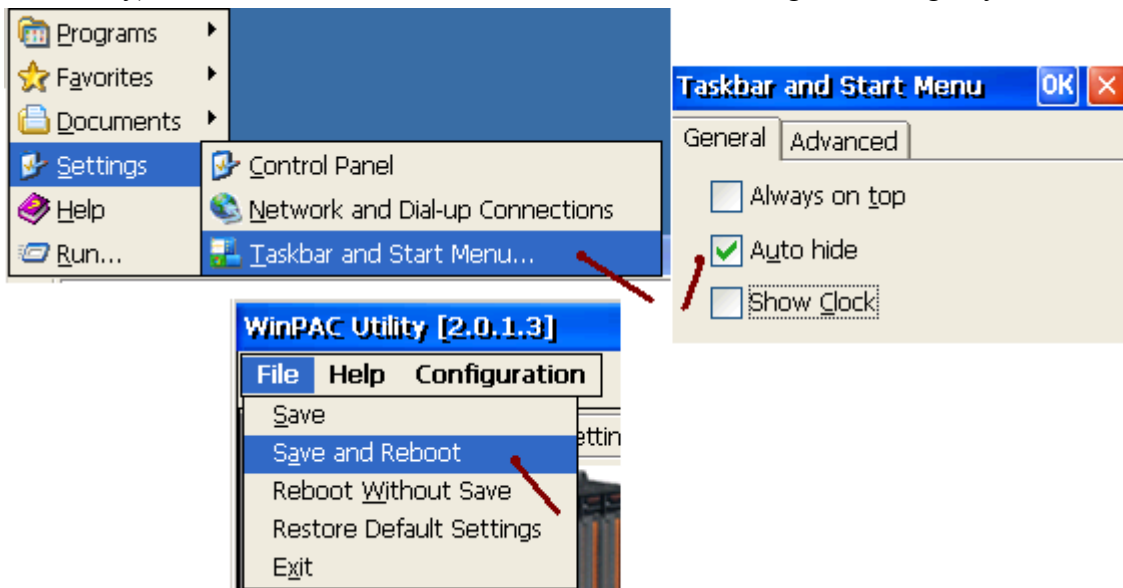 Programs
Favorites
Documents
Settings
Help
Run...
Control Panel
Network and Dial-up Connections
Taskbar and Start Menu...
Taskbar and Start Menu OK
General Advanced
Always on top
Auto hide
Show Clock
WinPAC Utility [2.0.1.3]
File Help Configuration
Save
Save and Reboot
Reboot Without Save
Restore Default Settings
Exit